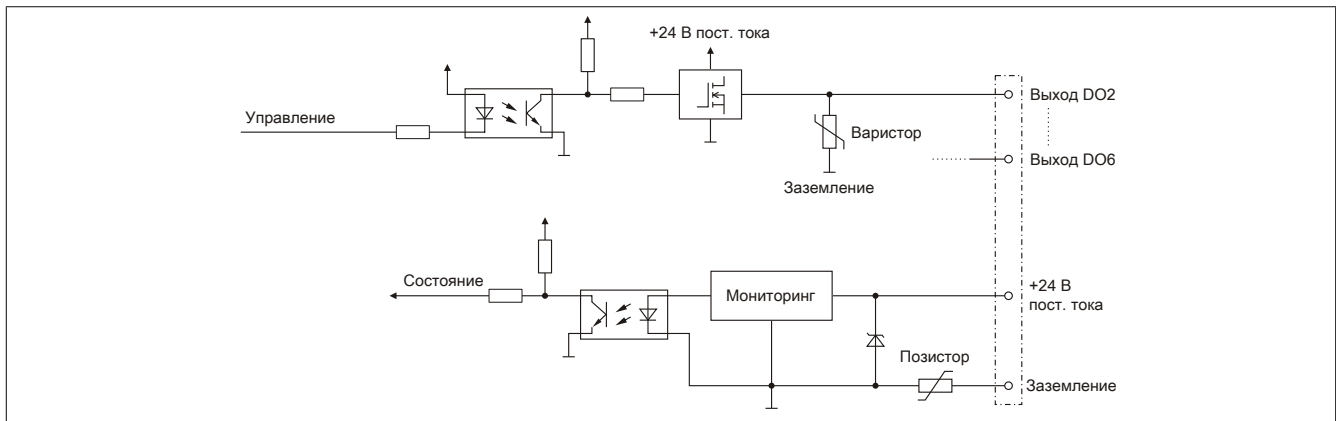 +24 В пост. тока
Управление
Выход DO2
Варистор
Выход DO6
Заземление
Состояние
Мониторинг
+24 В
пост. тока
Позистор
Заземление